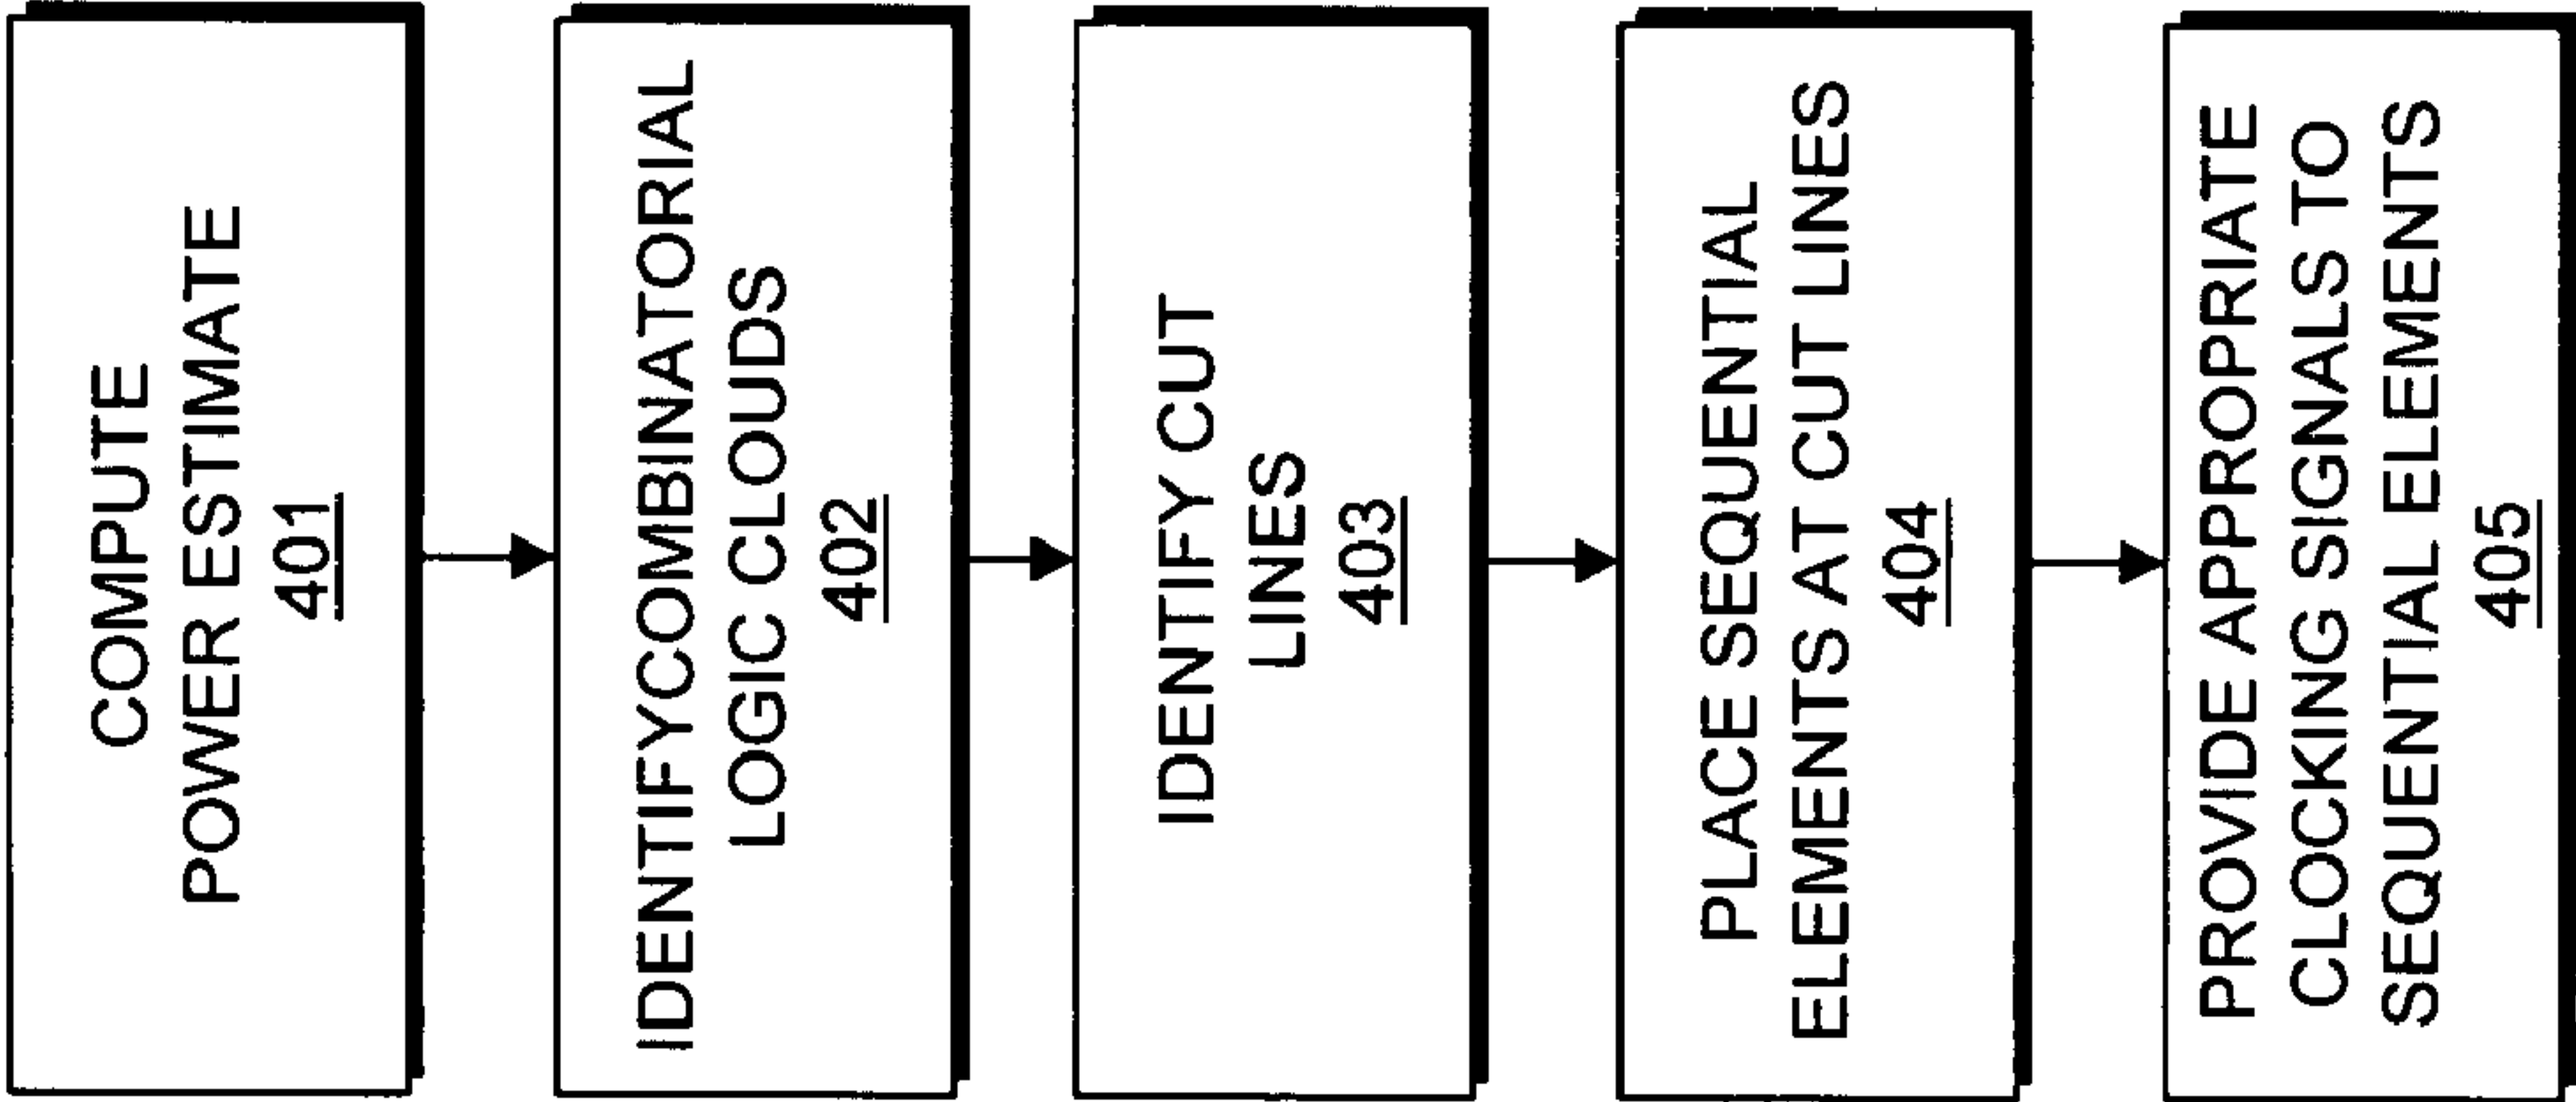 COMPUTE
POWER ESTIMATE
401
IDENTIFYCOMBINATORIAL
LOGIC CLOUDS
402
IDENTIFY CUT
LINES
403
PLACE SEQUENTIAL
ELEMENTS AT CUT LINES
404
PROVIDE APPROPRIATE
CLOCKING SIGNALS TO
SEQUENTIAL ELEMENTS
405